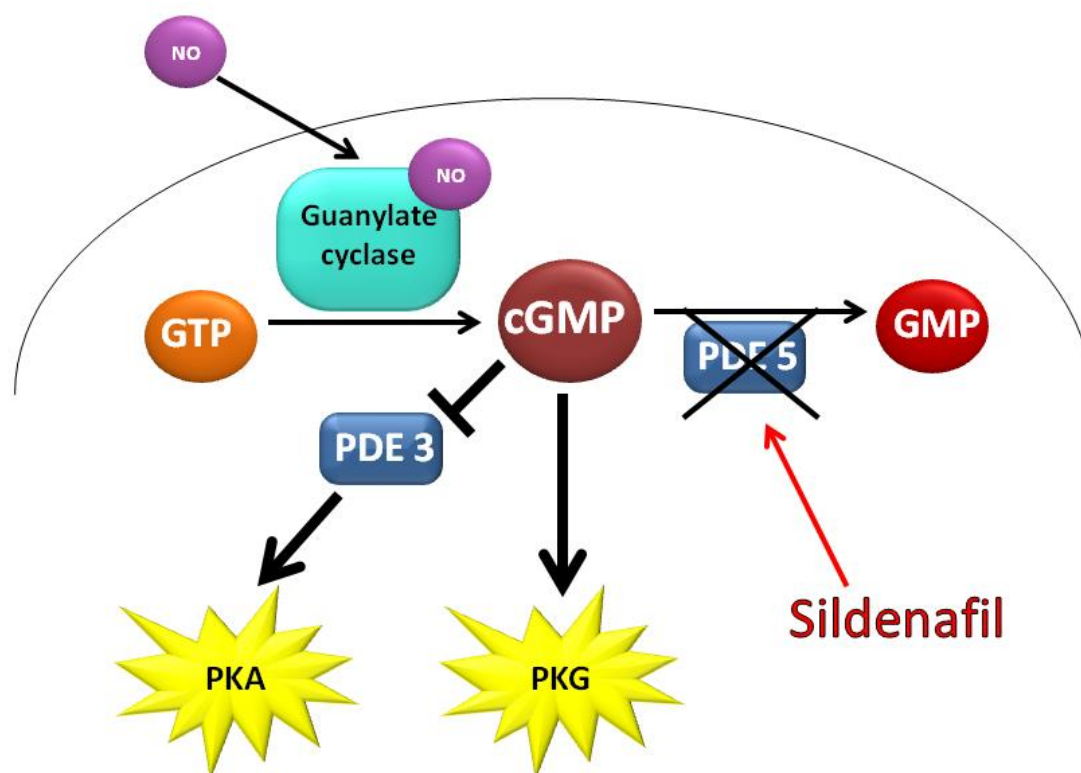 NO
NO
Guanylate
cyclase
GTP
cGMP
GMP
PDE 5
PDE 3
Sildenafil
PKA
PKG